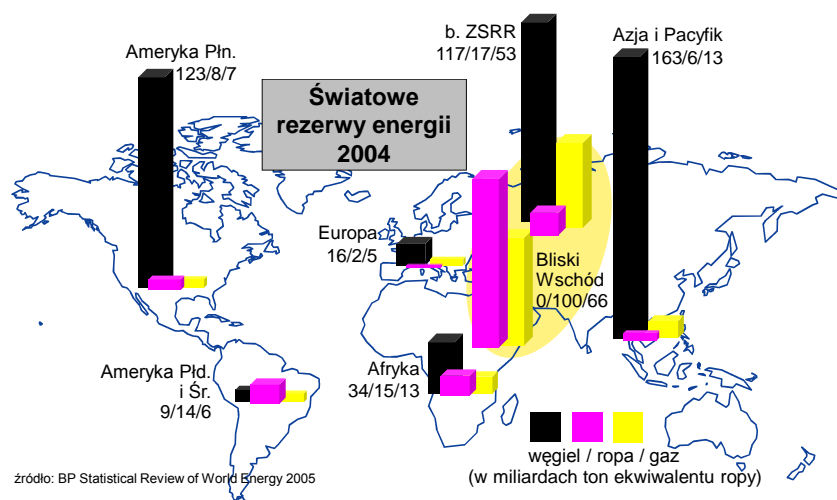 Ameryka Płn.
123/8/7
b. ZSRR
117/17/53
Azja i Pacyfik
163/6/13
Światowe
rezerwy energii
2004
Europa
16/2/5
Bliski
Wschód
0/100/66
Ameryka Płd.
i Śr.
9/14/6
Afryka
34/15/13
węgiel / ropa / gaz
(w miliardach ton ekwiwalentu ropy)
źródło: BP Statistical Review of World Energy 2005